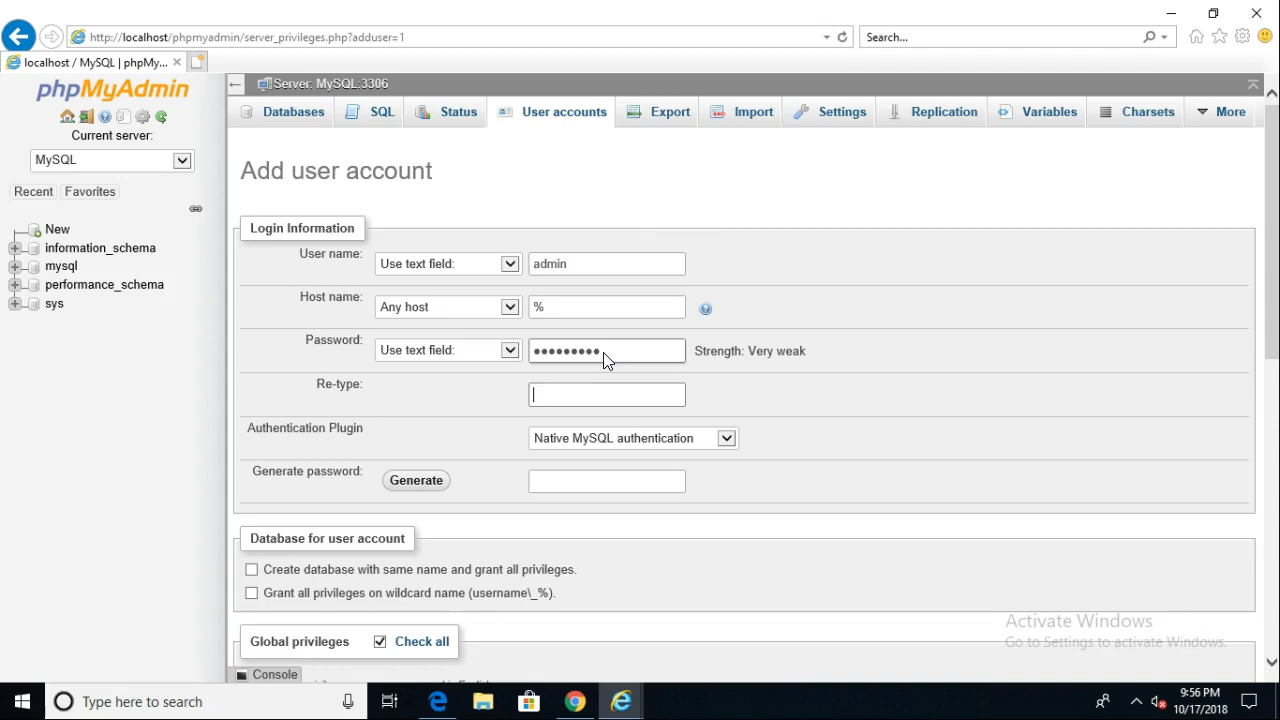 http://localhost/phpmyadmin/server_privileges.php?adduser=1
Search...
localhost / MySQL | phpMy...
phpMyAdmin
Current server:
MySQL
Recent Favorites
New
information_schema
mysql
performance_schema
sys
Server: MySQL:3306
Databases SQL Status User accounts Export Import Settings Replication Variables Charsets More
Add user account
Login Information
User name: Use text field: admin
Host name: Any host %
Password: Use text field: ••••••••• Strength: Very weak
Re-type:
Authentication Plugin Native MySQL authentication
Generate password: Generate
Database for user account
Create database with same name and grant all privileges.
Grant all privileges on wildcard name (username\_%).
Global privileges Check all
Console
Activate Windows
Go to Settings to activate Windows.
Type here to search
9:56 PM
10/17/2018